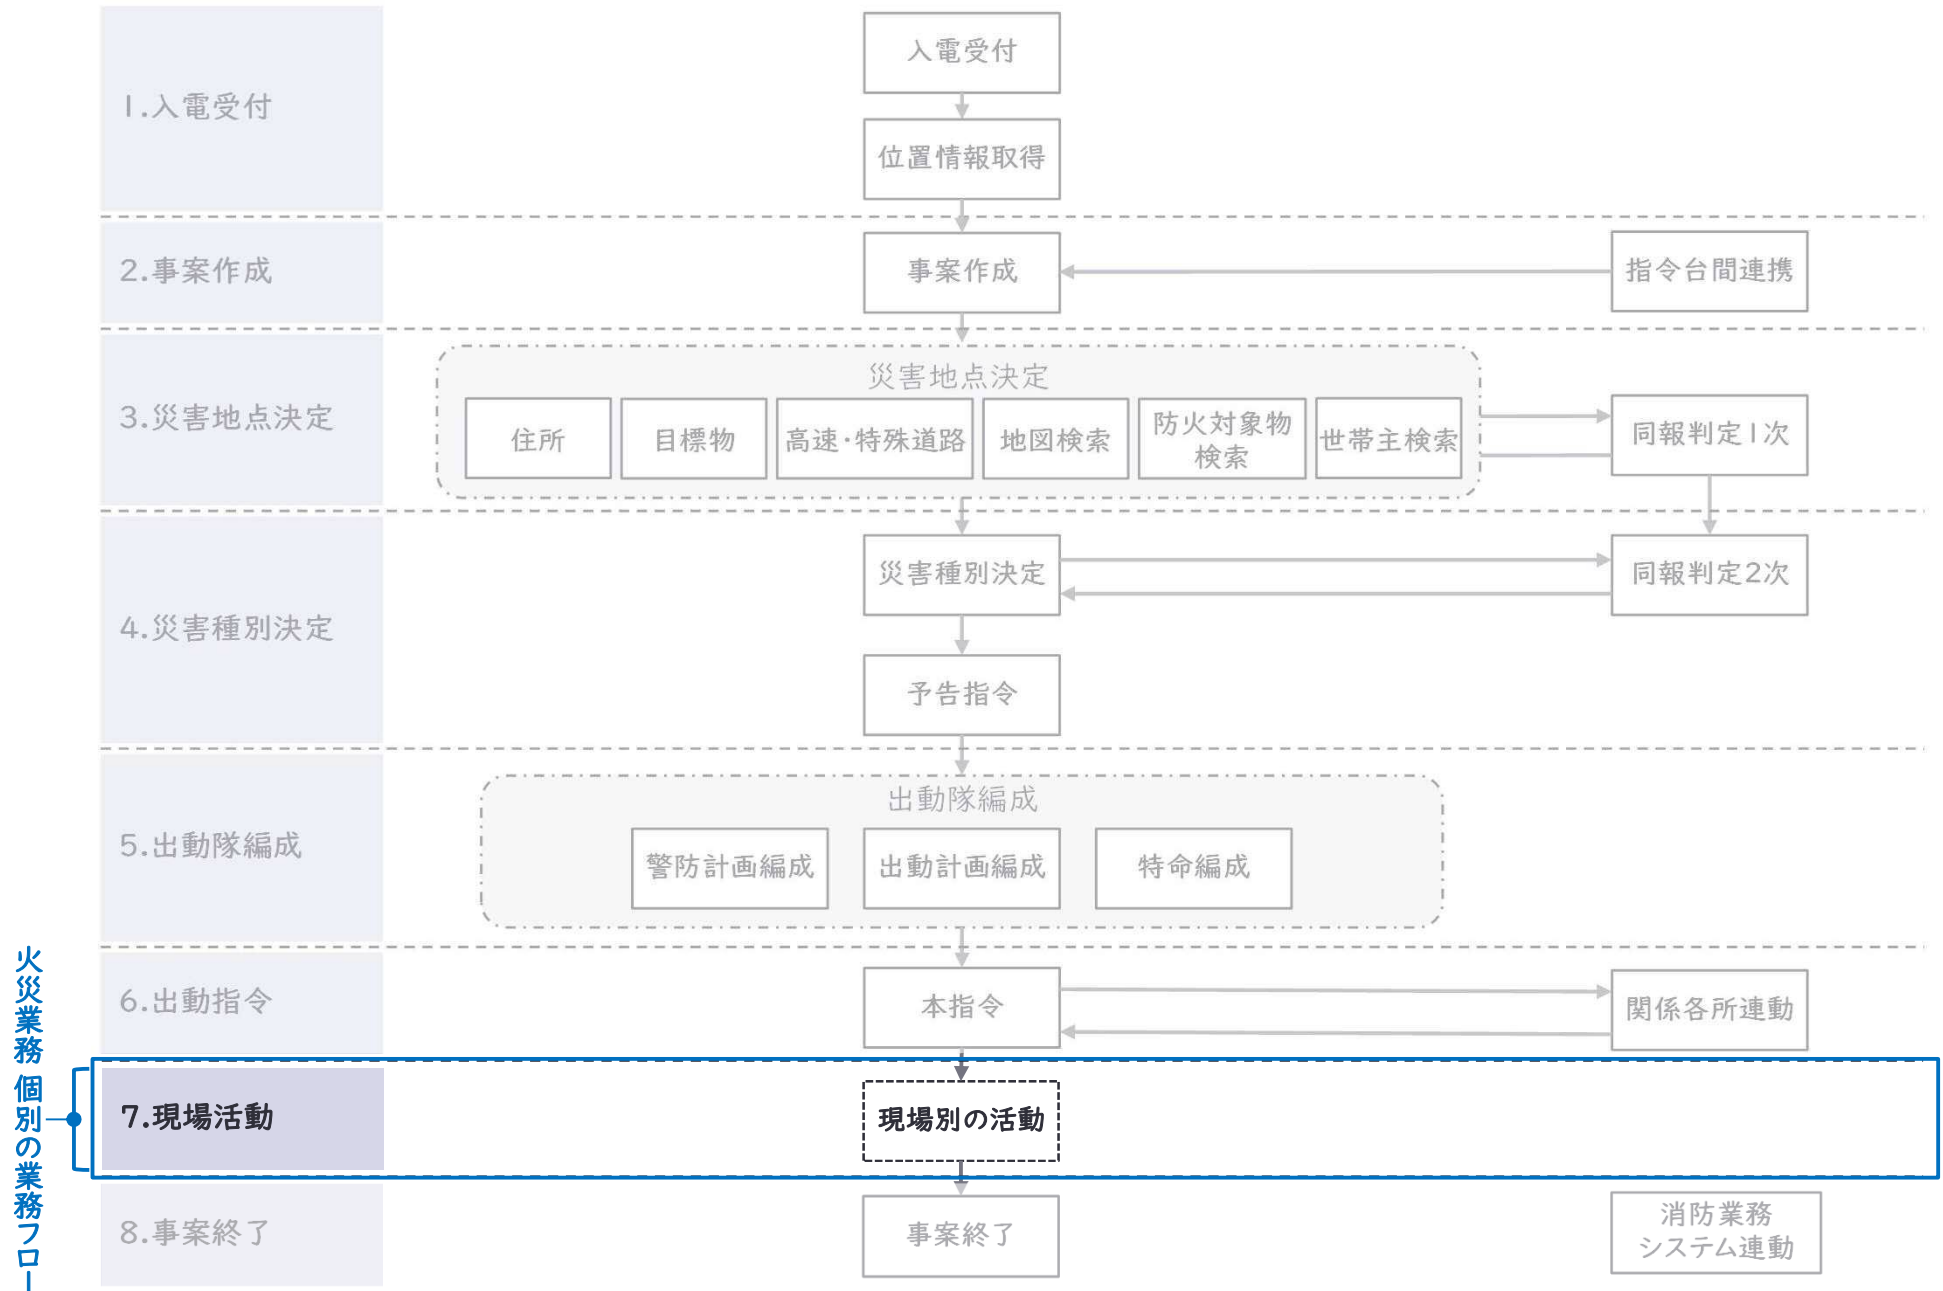 1.入電受付
入電受付
位置情報取得
2.事案作成
事案作成
指令台間連携
3.災害地点決定
災害地点決定
住所
目標物
高速・特殊道路
地図検索
防火対象物
検索
世帯主検索
同報判定1次
4.災害種別決定
災害種別決定
同報判定2次
予告指令
5.出動隊編成
出動隊編成
警防計画編成
出動計画編成
特命編成
6.出動指令
本指令
関係各所連動
火災業務 個別の業務フロー
7.現場活動
現場別の活動
8.事案終了
事案終了
消防業務
システム連動